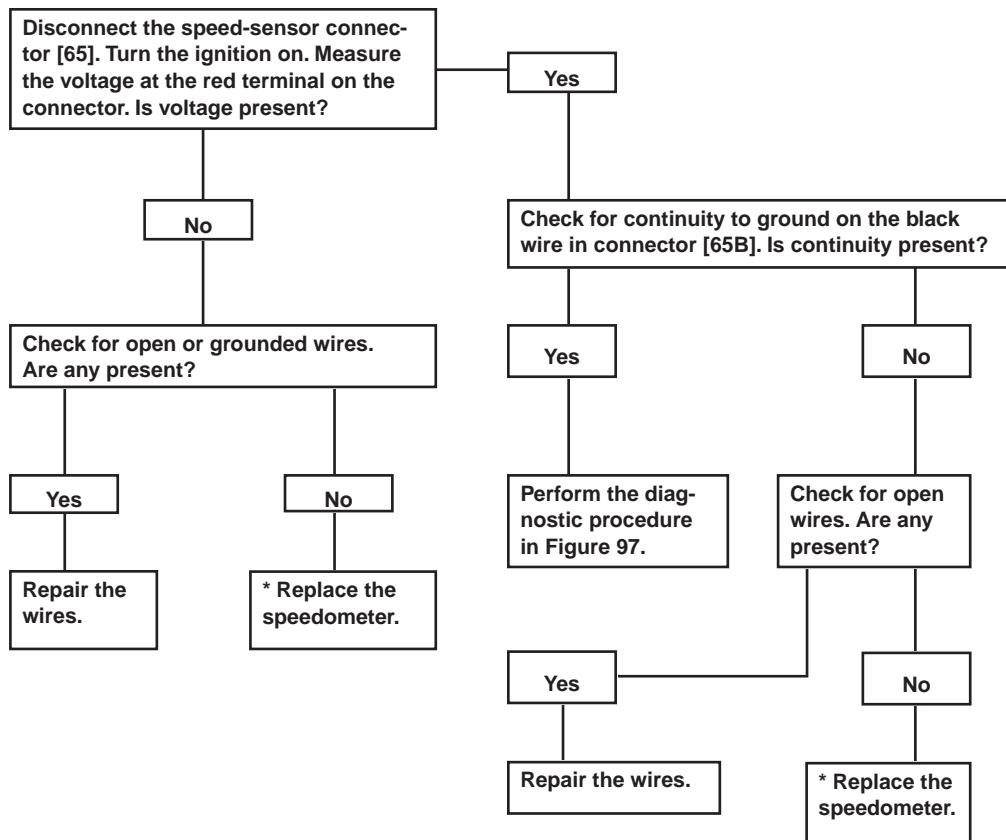 Disconnect the speed-sensor connec-
tor [65]. Turn the ignition on. Measure
the voltage at the red terminal on the
connector. Is voltage present?
Yes
No
Check for continuity to ground on the black
wire in connector [65B]. Is continuity present?
Check for open or grounded wires.
Are any present?
Yes
No
Yes
No
Perform the diag-
nostic procedure
in Figure 97.
Check for open
wires. Are any
present?
Repair the
wires.
* Replace the
speedometer.
Yes
No
Repair the wires.
* Replace the
speedometer.